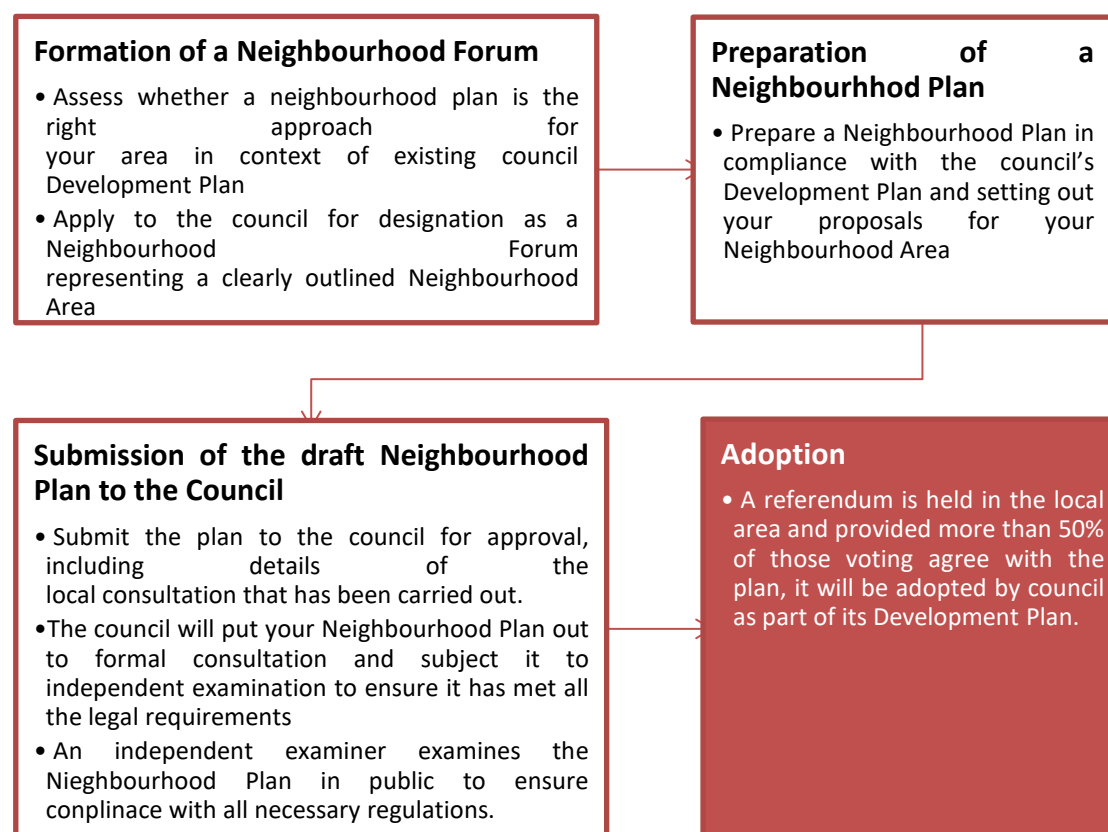 Formation of a Neighbourhood Forum
• Assess whether a neighbourhood plan is the
right approach for
your area in context of existing council
Development Plan
• Apply to the council for designation as a
Neighbourhood Forum
representing a clearly outlined Neighbourhood
Area
Preparation of a
Neighbourhhod Plan
• Prepare a Neighbourhood Plan in
compliance with the council's
Development Plan and setting out
your proposals for your
Neighbourhood Area
Submission of the draft Neighbourhood
Plan to the Council
• Submit the plan to the council for approval,
including details of the
local consultation that has been carried out.
•The council will put your Neighbourhood Plan out
to formal consultation and subject it to
independent examination to ensure it has met all
the legal requirements
• An independent examiner examines the
Nieghbourhood Plan in public to ensure
conplinace with all necessary regulations.
Adoption
• A referendum is held in the local
area and provided more than 50%
of those voting agree with the
plan, it will be adopted by council
as part of its Development Plan.